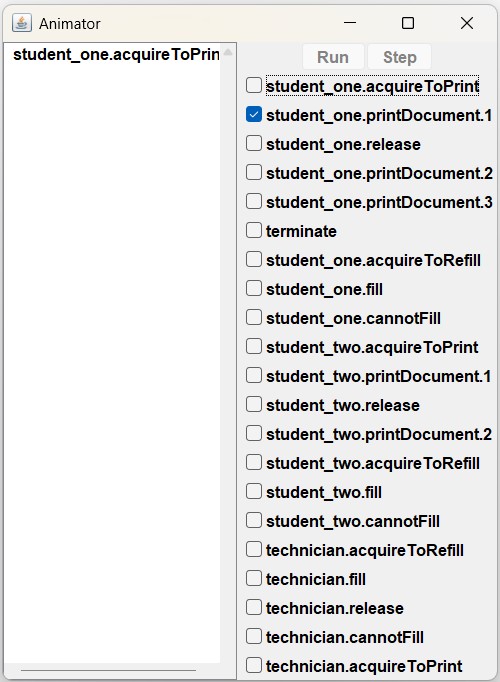 Animator
student_one.acquireToPrin
Run Step
student_one.acquireToPrint
student_one.printDocument.1
student_one.release
student_one.printDocument.2
student_one.printDocument.3
terminate
student_one.acquireToRefill
student_one.fill
student_one.cannotFill
student_two.acquireToPrint
student_two.printDocument.1
student_two.release
student_two.printDocument.2
student_two.acquireToRefill
student_two.fill
student_two.cannotFill
technician.acquireToRefill
technician.fill
technician.release
technician.cannotFill
technician.acquireToPrint